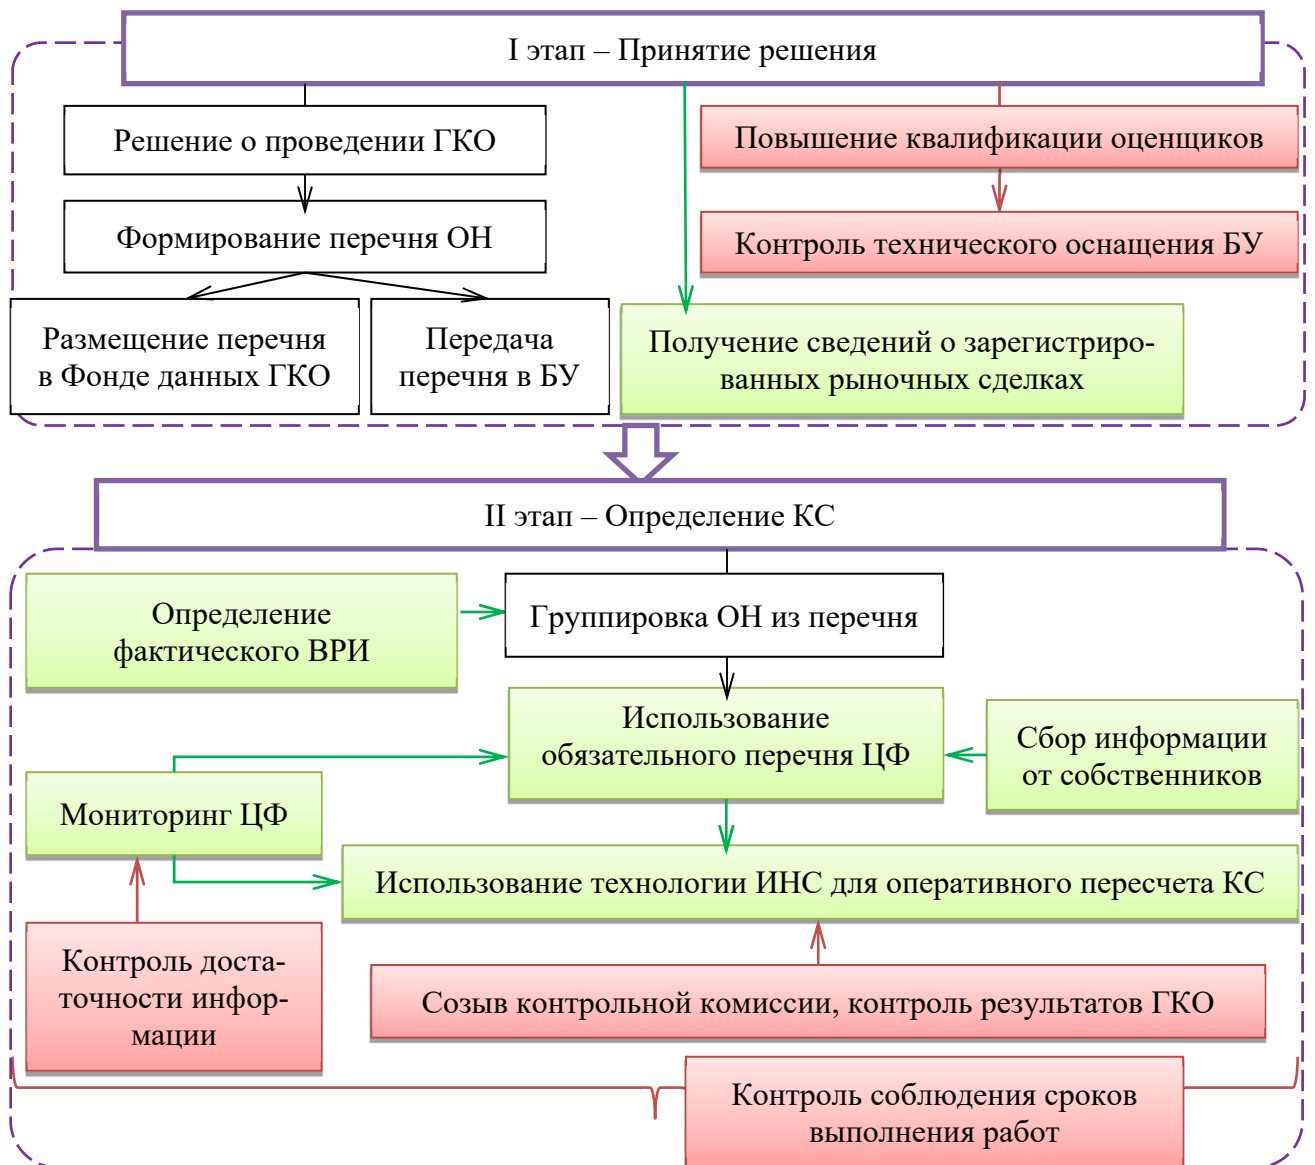 I этап – Принятие решения
Решение о проведении ГКО
Повышение квалификации оценщиков
Формирование перечня ОН
Контроль технического оснащения БУ
Размещение перечня
в Фонде данных ГКО
Передача
перечня в БУ
Получение сведений о зарегистриро-
ванных рыночных сделках
II этап – Определение КС
Определение
фактического ВРИ
Группировка ОН из перечня
Использование
обязательного перечня ЦФ
Сбор информации
от собственников
Мониторинг ЦФ
Использование технологии ИНС для оперативного пересчета КС
Контроль доста-
точности инфор-
мации
Созыв контрольной комиссии, контроль результатов ГКО
Контроль соблюдения сроков
выполнения работ